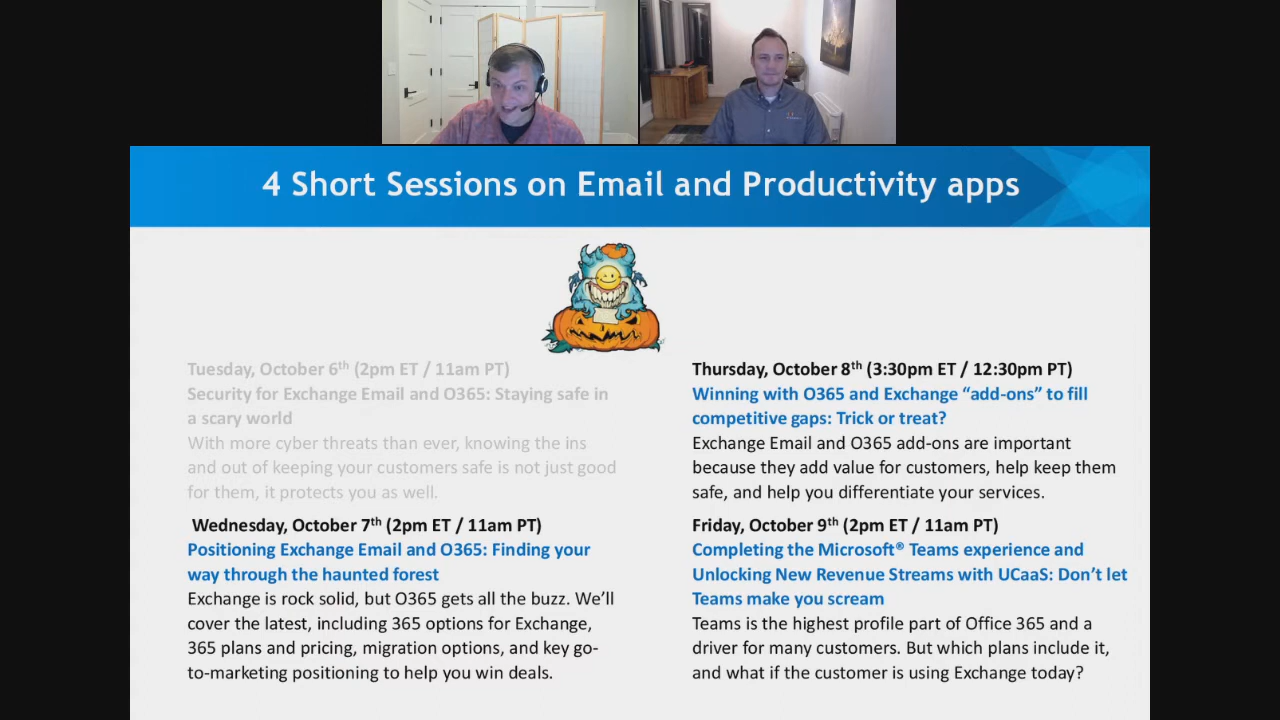 4 Short Sessions on Email and Productivity apps
Tuesday, October 6th (2pm ET / 11am PT)
Security for Exchange Email and O365: Staying safe in
a scary world
With more cyber threats than ever, knowing the ins
and out of keeping your customers safe is not just good
for them, it protects you as well.
Wednesday, October 7th (2pm ET / 11am PT)
Positioning Exchange Email and O365: Finding your
way through the haunted forest
Exchange is rock solid, but O365 gets all the buzz. We’ll
cover the latest, including 365 options for Exchange,
365 plans and pricing, migration options, and key go-
to-marketing positioning to help you win deals.
Thursday, October 8th (3:30pm ET / 12:30pm PT)
Winning with O365 and Exchange “add-ons” to fill
competitive gaps: Trick or treat?
Exchange Email and O365 add-ons are important
because they add value for customers, help keep them
safe, and help you differentiate your services.
Friday, October 9th (2pm ET / 11am PT)
Completing the Microsoft® Teams experience and
Unlocking New Revenue Streams with UCaaS: Don’t let
Teams make you scream
Teams is the highest profile part of Office 365 and a
driver for many customers. But which plans include it,
and what if the customer is using Exchange today?